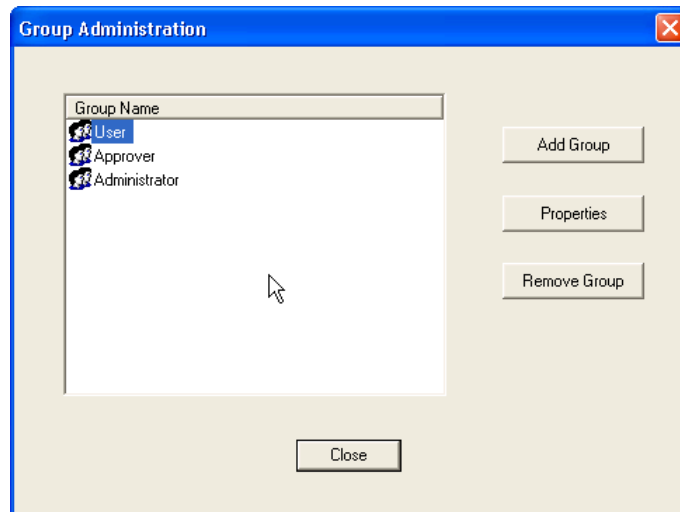 Group Administration
Group Name
User
Approver
Administrator
Add Group
Properties
Remove Group
Close